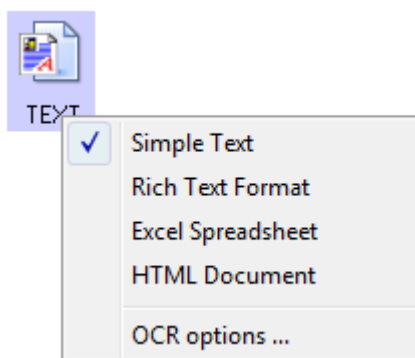 TEXT
Simple Text
Rich Text Format
Excel Spreadsheet
HTML Document
OCR options ...